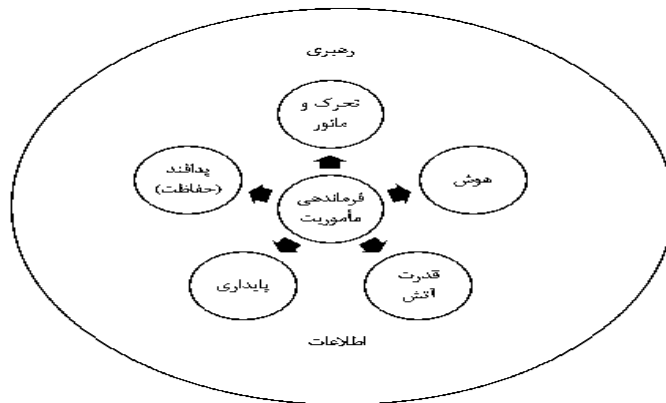 رهبری
تحرک و
مانور
پدافند
(حفاظت)
هوش
فرماندهی
مأموریت
پایداری
قدرت
آتش
اطلاعات